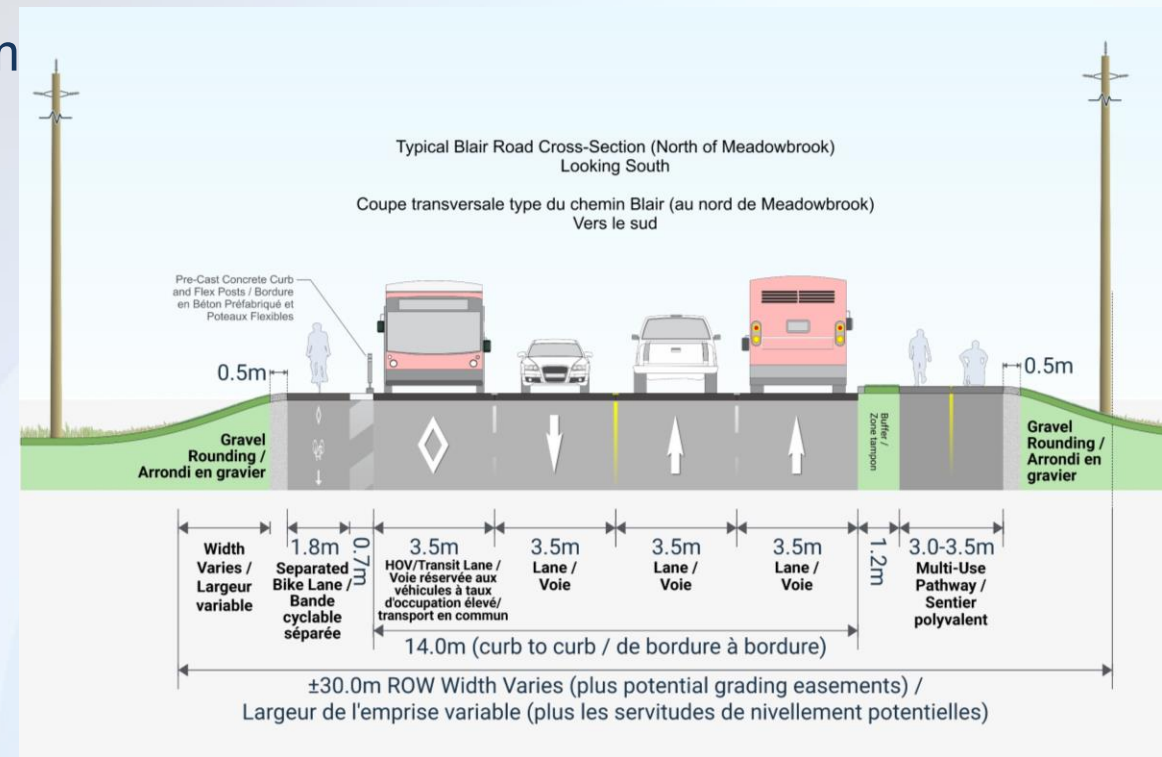 n
Typical Blair Road Cross-Section (North of Meadowbrook)
Looking South
Coupe transversale type du chemin Blair (au nord de Meadowbrook)
Vers le sud
Pre-Cast Concrete Curb
and Flex Posts / Bordure
en Béton Préfabriqué et
Poteaux Flexibles
0.5m
0.5m
Gravel
Rounding /
Arrondi en gravier
Buffer /
Zone tampon
Gravel
Rounding /
Arrondi en
gravier
Width
Varies /
Largeur
variable
1.8m
Separated
Bike Lane /
Bande
cyclable
séparée
0.7m
3.5m
HOV/Transit Lane /
Voie réservée aux
véhicules à taux
d'occupation élevé/
transport en commun
3.5m
Lane /
Voie
3.5m
Lane /
Voie
3.5m
Lane /
Voie
1.2m
3.0-3.5m
Multi-Use
Pathway /
Sentier
polyvalent
14.0m (curb to curb / de bordure à bordure)
±30.0m ROW Width Varies (plus potential grading easements) /
Largeur de l'emprise variable (plus les servitudes de nivellement potentielles)